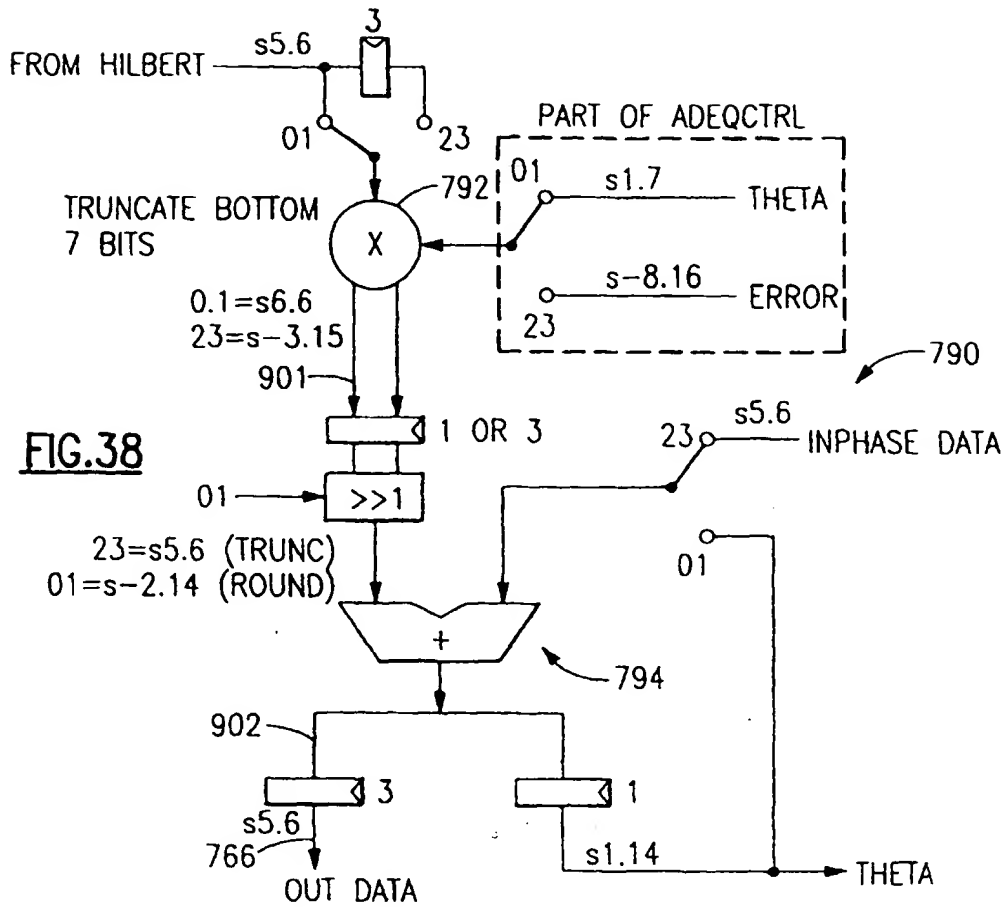 3
s5.6
FROM HILBERT
01
23
PART OF ADEQCTRL
01
s1.7
THETA
s-8.16
ERROR
23
792
TRUNCATE BOTTOM
7 BITS
X
0.1=s6.6
23=s-3.15
901
790
1 OR 3
FIG.38
23
s5.6
INPHASE DATA
01
>>1
01
23=s5.6 (TRUNC)
01=s-2.14 (ROUND)
+
794
902
3
1
s5.6
766
s1.14
OUT DATA
THETA